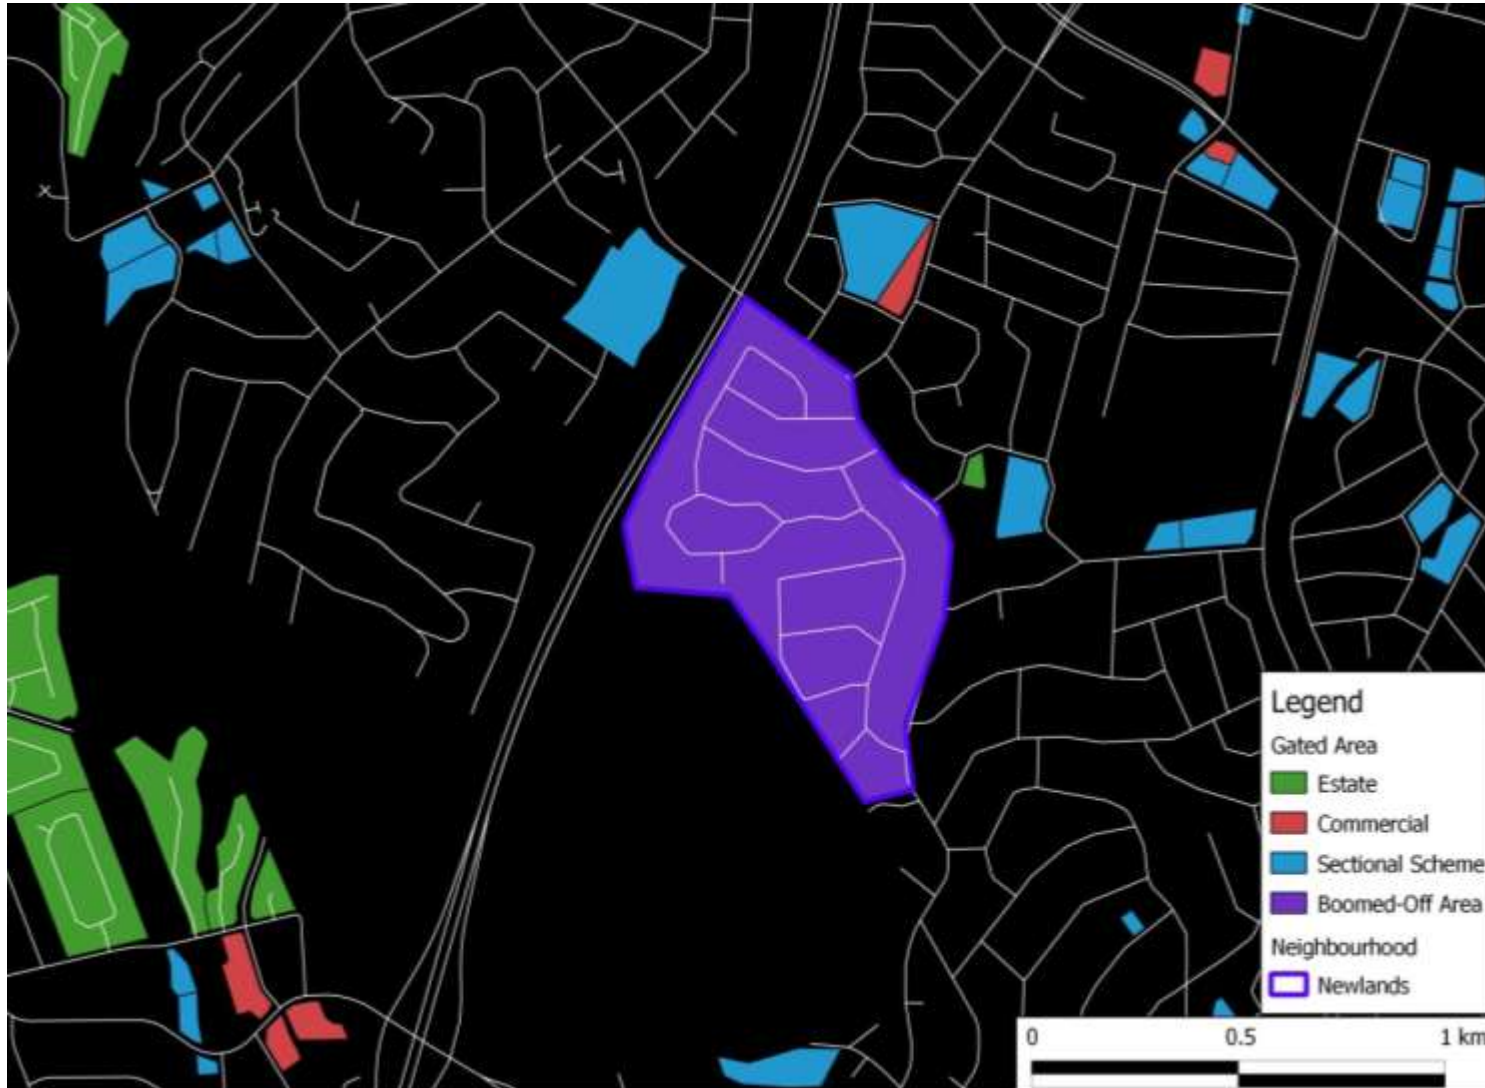 Legend
Gated Area
Estate
Commercial
Sectional Scheme
Boomed-Off Area
Neighbourhood
Newlands
0 0.5 1 km